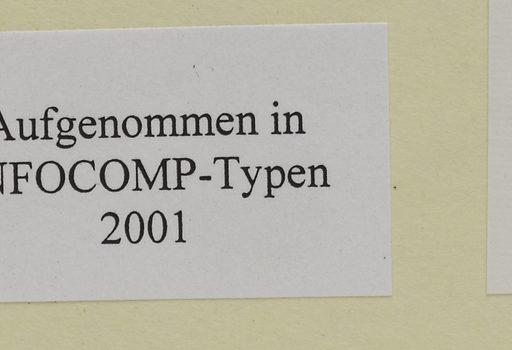 Aufgenommen in
NFOCOMP-Typen
2001